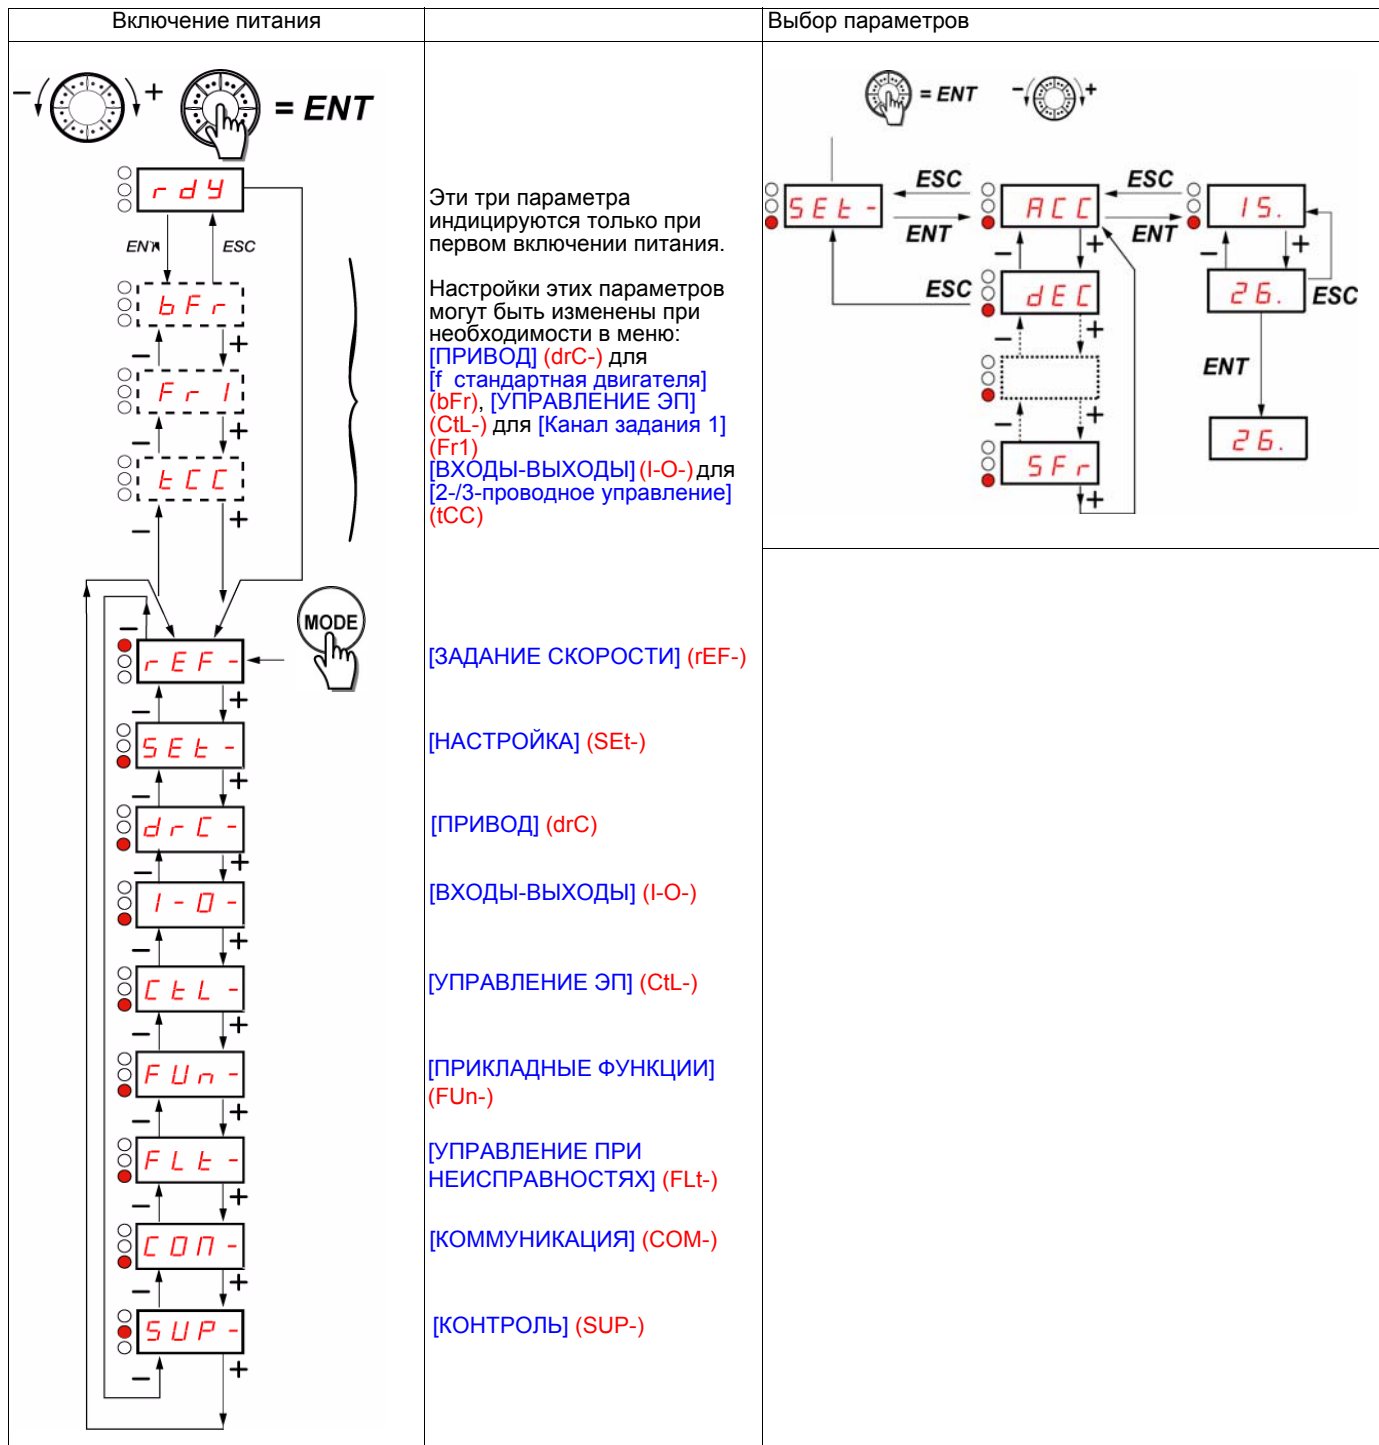 Включение питания
Выбор параметров
– +
= ENT
rdY
ENT
ESC
bFr
– +
Fr1
– +
tCC
– +
Эти три параметра
индицируются только при
первом включении питания.
Настройки этих параметров
могут быть изменены при
необходимости в меню:
[ПРИВОД] (drC-) для
[f стандартная двигателя]
(bFr), [УПРАВЛЕНИЕ ЭП]
(CtL-) для [Канал задания 1]
(Fr1)
[ВХОДЫ-ВЫХОДЫ] (I-O-) для
[2-/3-проводное управление]
(tCC)
MODE
–
rEF-
[ЗАДАНИЕ СКОРОСТИ] (rEF-)
– +
SEt-
[НАСТРОЙКА] (SEt-)
– +
drC-
[ПРИВОД] (drC)
– +
I-O-
[ВХОДЫ-ВЫХОДЫ] (I-O-)
– +
CtL-
[УПРАВЛЕНИЕ ЭП] (CtL-)
– +
FUn-
[ПРИКЛАДНЫЕ ФУНКЦИИ]
(FUn-)
– +
FLt-
[УПРАВЛЕНИЕ ПРИ
НЕИСПРАВНОСТЯХ] (FLt-)
– +
COM-
[КОММУНИКАЦИЯ] (COM-)
– +
SUP-
[КОНТРОЛЬ] (SUP-)
– +
= ENT
– +
SEt-
ESC
ENT
ACC
ESC
ENT
15.
– +
– +
ESC
dEC
26.
ESC
– +
ENT
– +
SFr
26.
+